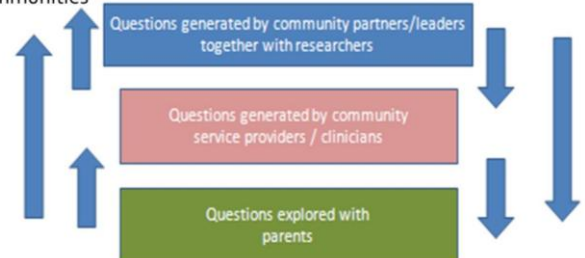 Questions generated by community partners/leaders
together with researchers
Questions generated by community
service providers / clinicians
Questions explored with
parents